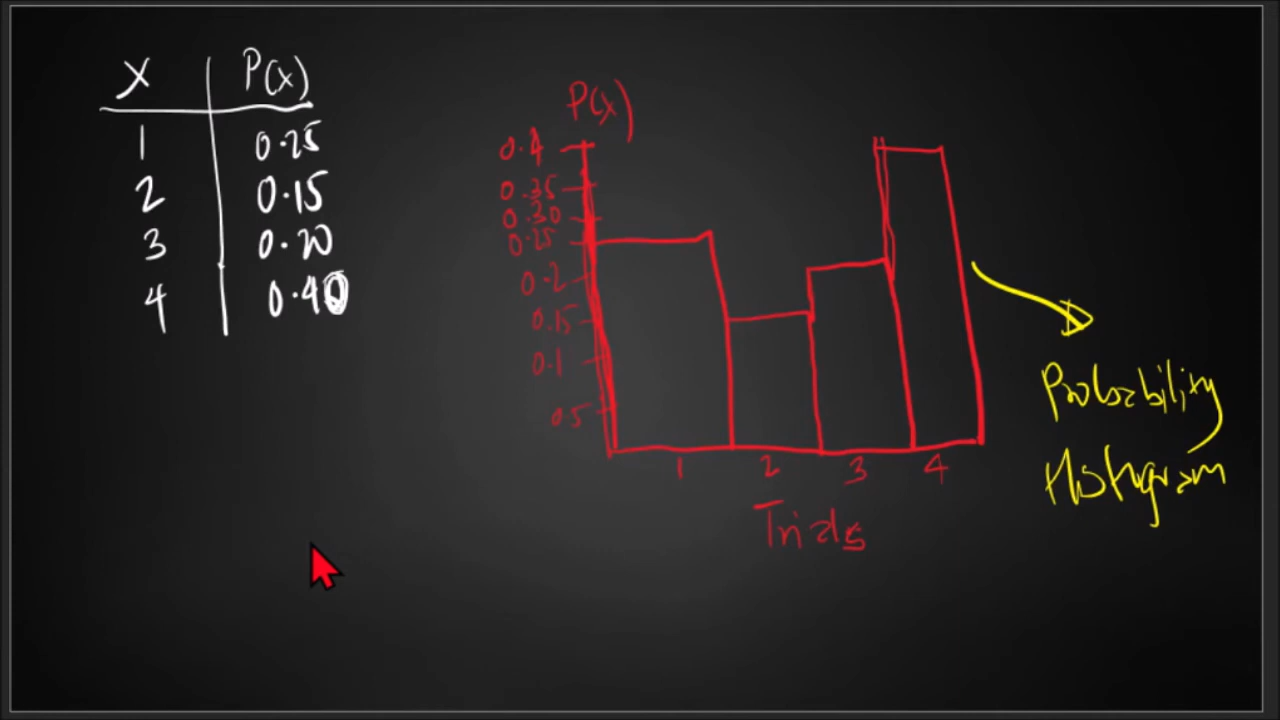 X P(x)
1 0.25
2 0.15
3 0.20
4 0.40
P(x)
0.4
0.35
0.30
0.25
0.2
0.15
0.1
0.5
1 2 3 4
Trials
Probability
Histogram